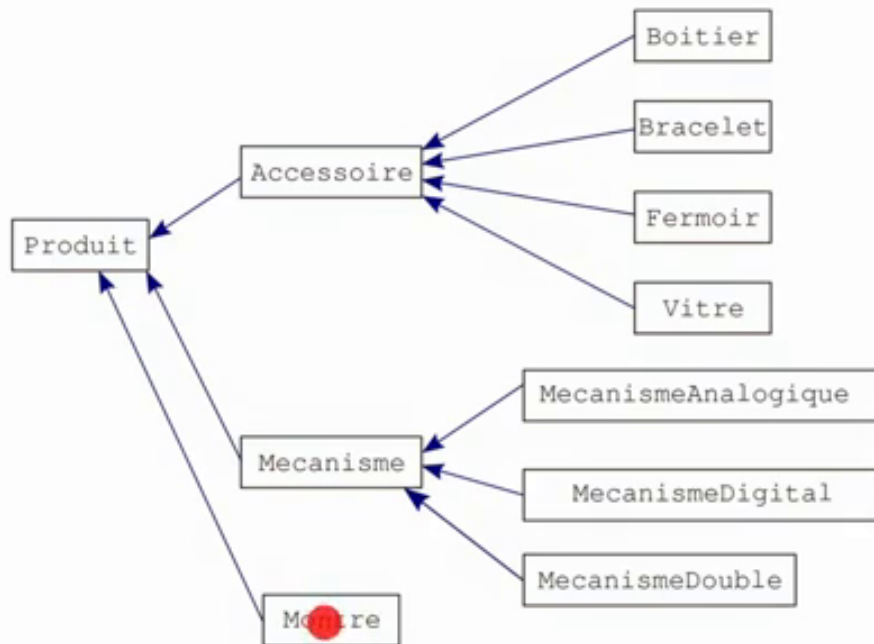 Boitier
Bracelet
Accessoire
Fermoir
Produit
Vitre
MecanismeAnalogique
Mecanisme
MecanismeDigital
MecanismeDouble